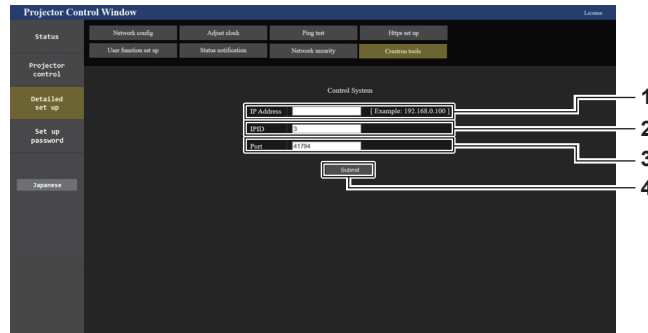 Projector Control Window
License
Status
Network config
Adjust clock
Ping test
Https set up
User function set up
Status notification
Network security
Crestron tools
Projector
control
Detailed
set up
Set up
password
Japanese
Control System
IP Address
[ Example: 192.168.0.100 ]
1
IPID
3
2
Port
41794
3
Submit
4